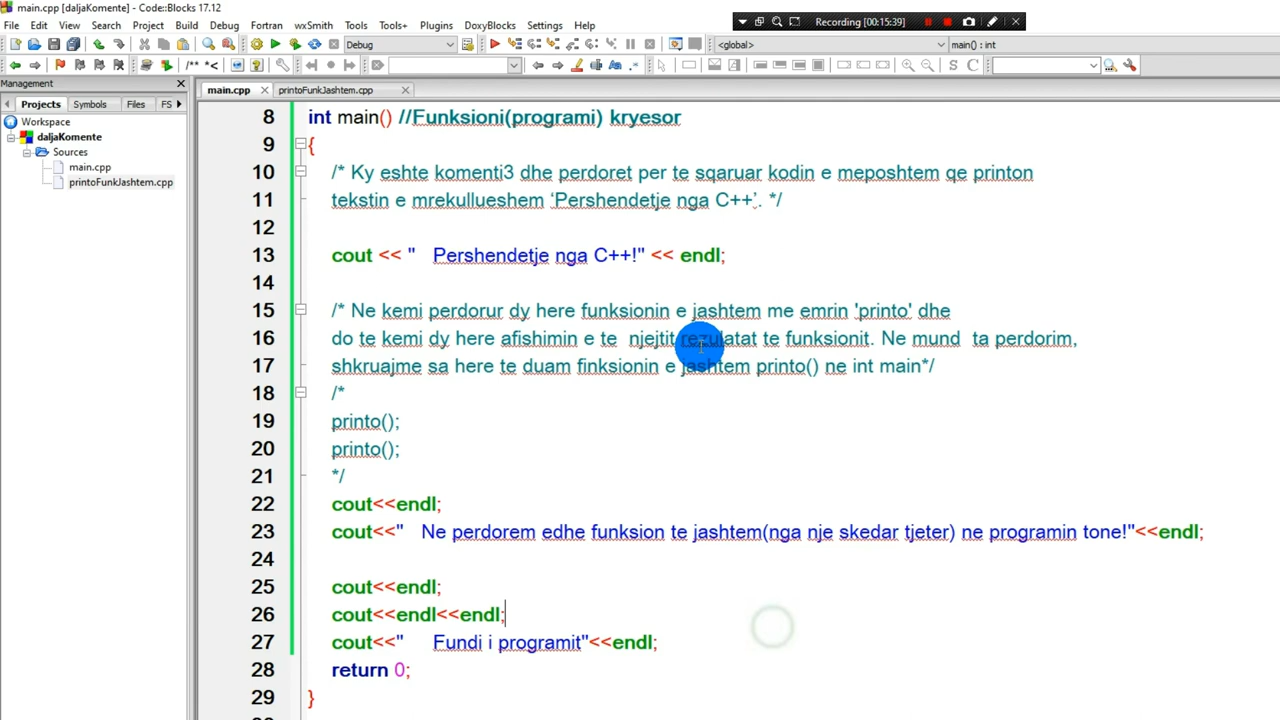 main.cpp [daljaKomente] - Code::Blocks 17.12
File Edit View Search Project Build Debug Fortran wxSmith Tools Tools+ Plugins DoxyBlocks Settings Help
Recording [00:15:39]
Debug
<global>
main() : int
/** *<
Aa .*
S C
Management
Projects Symbols Files FS
main.cpp
printoFunkJashtem.cpp
Workspace
daljaKomente
Sources
main.cpp
printoFunkJashtem.cpp
8 int main() //Funksioni(programi) kryesor
9 {
10 /* Ky eshte komenti3 dhe perdoret per te sqaruar kodin e meposhtem qe printon
11 tekstin e mrekullueshem ‘Pershendetje nga C++’. */
12
13 cout << "   Pershendetje nga C++!" << endl;
14
15 /* Ne kemi perdorur dy here funksionin e jashtem me emrin 'printo' dhe
16 do te kemi dy here afishimin e te  njejtit rezulatat te funksionit. Ne mund  ta perdorim,
17 shkruajme sa here te duam finksionin e jashtem printo() ne int main*/
18 /*
19 printo();
20 printo();
21 */
22 cout<<endl;
23 cout<<"   Ne perdorem edhe funksion te jashtem(nga nje skedar tjeter) ne programin tone!"<<endl;
24
25 cout<<endl;
26 cout<<endl<<endl;
27 cout<<"     Fundi i programit"<<endl;
28 return 0;
29 }